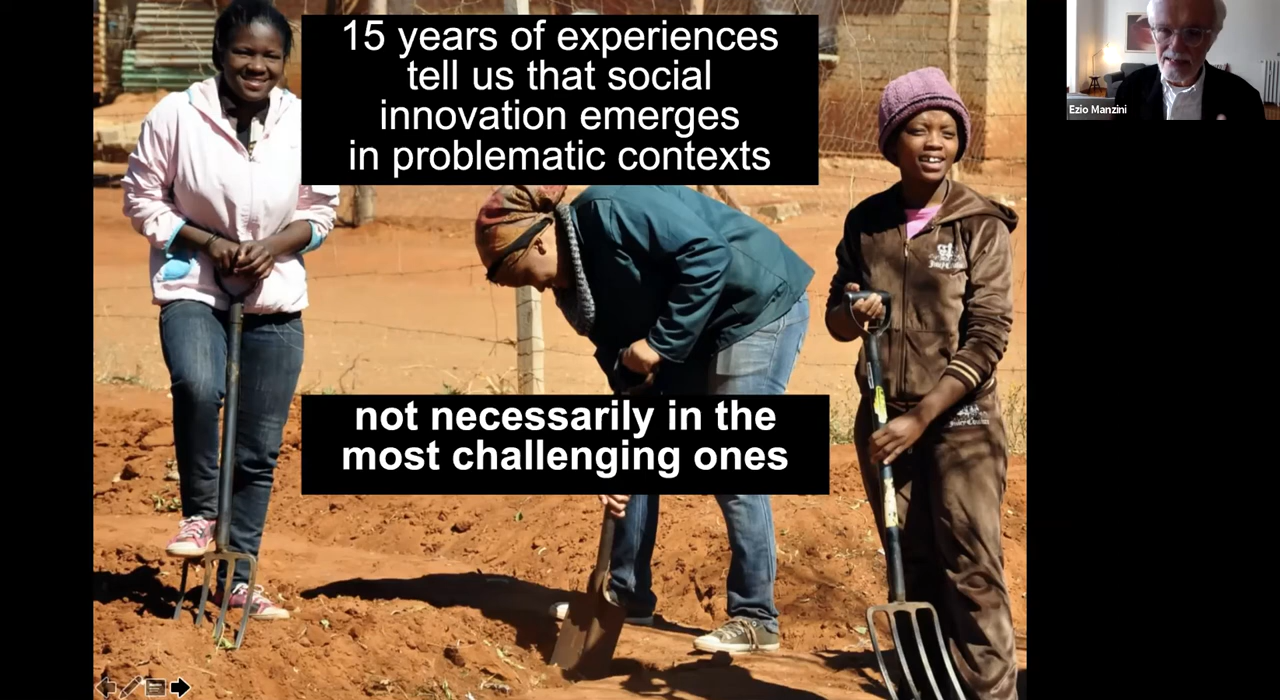 15 years of experiences
tell us that social
innovation emerges
in problematic contexts
Ezio Manzini
not necessarily in the
most challenging ones